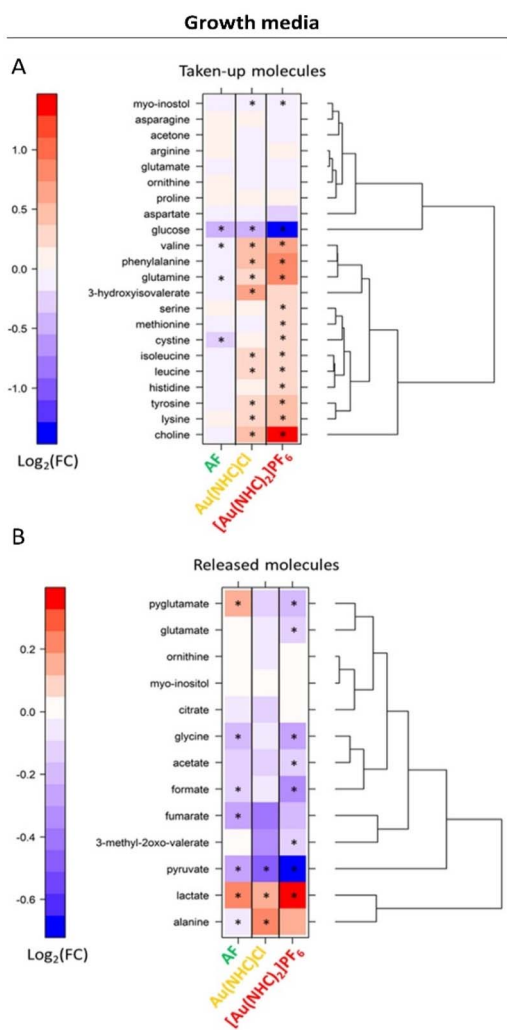 Growth media
A
Taken-up molecules
1.0
0.5
0.0
-0.5
-1.0
Log2(FC)
myo-inostol
asparagine
acetone
arginine
glutamate
ornithine
proline
aspartate
glucose
valine
phenylalanine
glutamine
3-hydroxyisovalerate
serine
methionine
cystine
isoleucine
leucine
histidine
tyrosine
lysine
choline
AF
Au(NHC)Cl
[Au(NHC)2]PF6
B
Released molecules
0.2
0.0
-0.2
-0.4
-0.6
Log2(FC)
pyglutamate
glutamate
ornithine
myo-inositol
citrate
glycine
acetate
formate
fumarate
3-methyl-2oxo-valerate
pyruvate
lactate
alanine
AF
Au(NHC)Cl
[Au(NHC)2]PF6